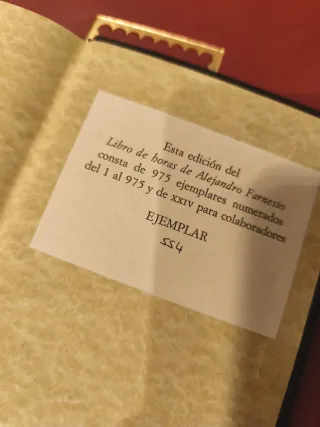 Esta edición del
Libro de horas de Alejandro Farnesio
consta de 975 ejemplares numerados
del 1 al 975 y de xxiv para colaboradores
EJEMPLAR
554